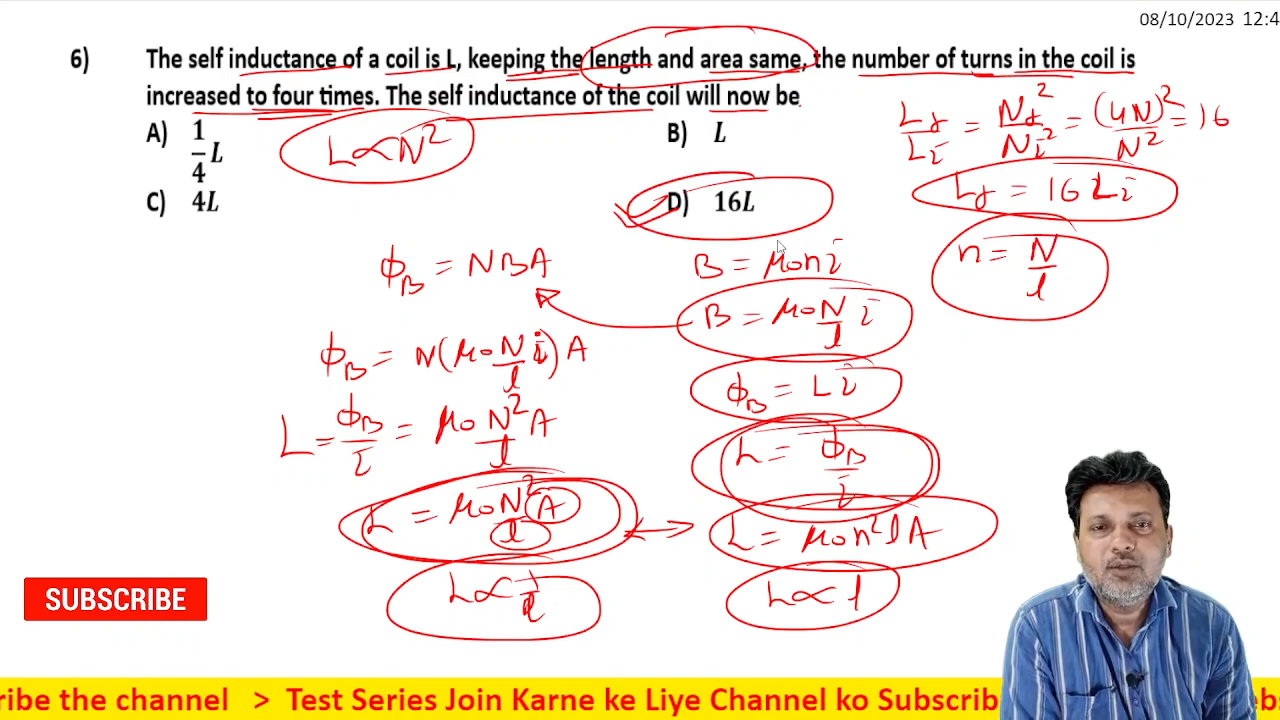 08/10/2023 12:4
6) The self inductance of a coil is L, keeping the length and area same, the number of turns in the coil is
increased to four times. The self inductance of the coil will now be
A) 1/4 L
B) L
C) 4L
D) 16L
L ∝ N²
Lf/Li = Nf²/Ni² = (4N)²/N² = 16
Lf = 16 Li
n = N/l
ϕB = NBA
B = μ0ni
B = μ0 N/l i
ϕB = N(μ0 N/l i) A
ϕB = Li
L = ϕB/i = μ0N²A/l
L = ϕB/i
L = μ0N²A/l
L = μ0n²lA
L ∝ 1/l
L ∝ l
SUBSCRIBE
ribe the channel > Test Series Join Karne ke Liye Channel ko Subscrib
ebs